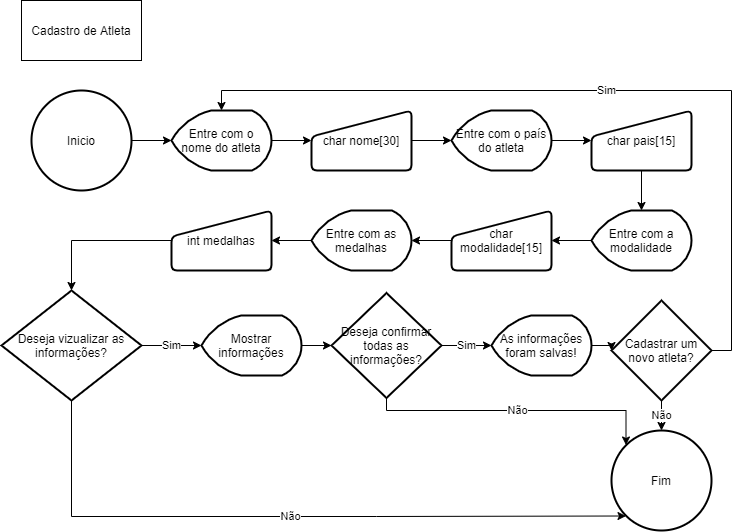 Cadastro de Atleta
Sim
Inicio
Entre com o
nome do atleta
char nome[30]
Entre com o país
do atleta
char pais[15]
int medalhas
Entre com as
medalhas
char
modalidade[15]
Entre com a
modalidade
Deseja vizualizar as
informações?
Sim
Mostrar
informações
Deseja confirmar
todas as
informações?
Sim
As informações
foram salvas!
Cadastrar um
novo atleta?
Não
Não
Fim
Não